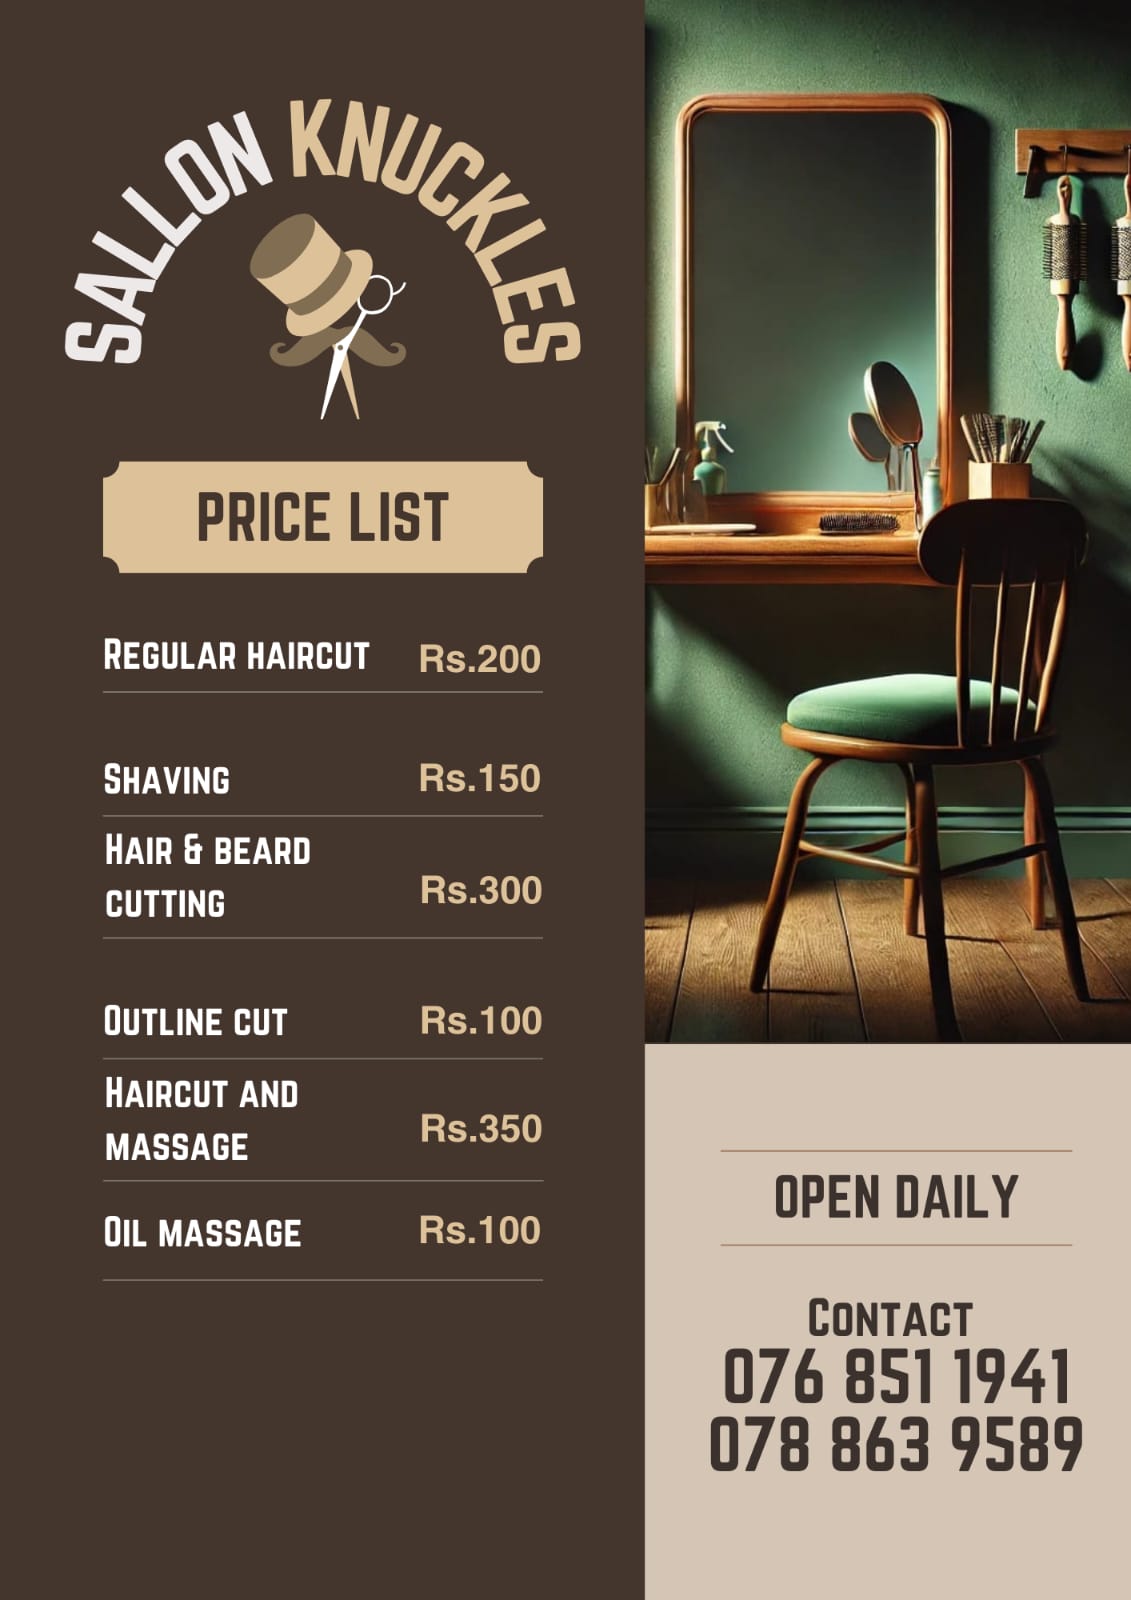 SALLON KNUCKLES
PRICE LIST
REGULAR HAIRCUT Rs.200
SHAVING Rs.150
HAIR & BEARD
CUTTING Rs.300
OUTLINE CUT Rs.100
HAIRCUT AND
MASSAGE Rs.350
OIL MASSAGE Rs.100
OPEN DAILY
CONTACT
076 851 1941
078 863 9589